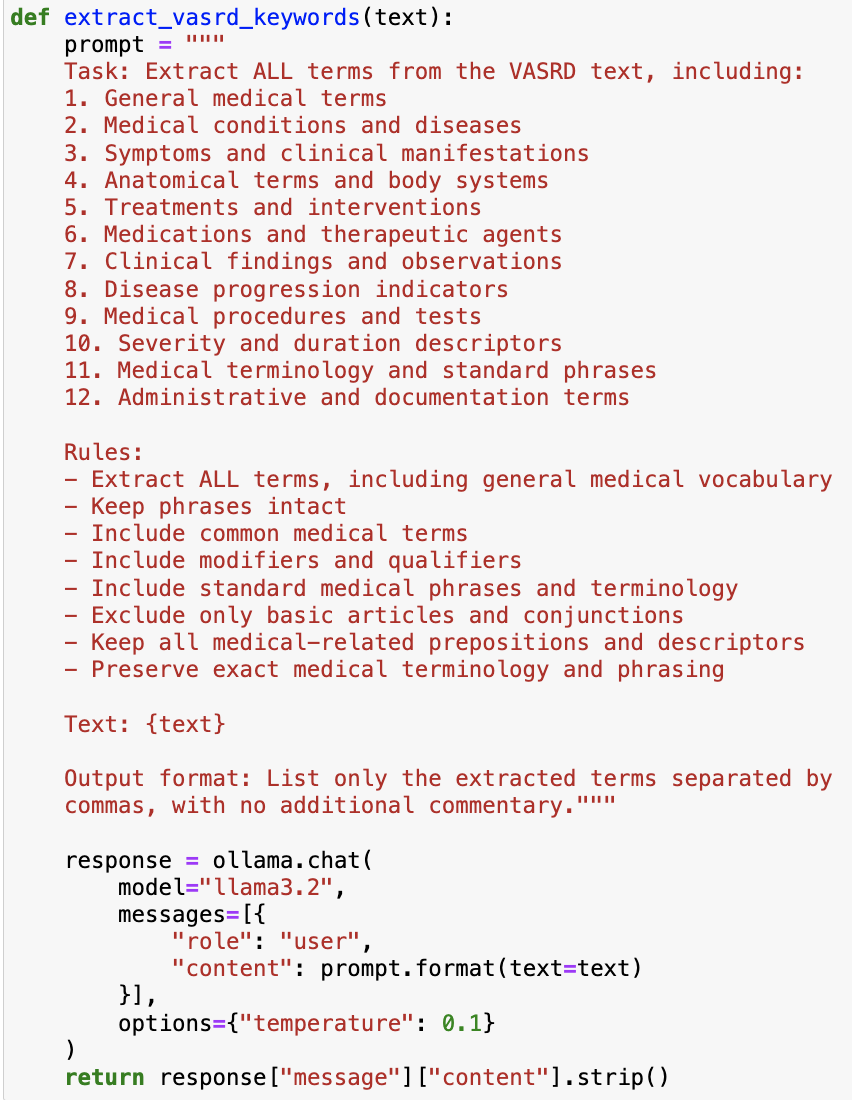 def extract_vasrd_keywords(text):
    prompt = """
    Task: Extract ALL terms from the VASRD text, including:
    1. General medical terms
    2. Medical conditions and diseases
    3. Symptoms and clinical manifestations
    4. Anatomical terms and body systems
    5. Treatments and interventions
    6. Medications and therapeutic agents
    7. Clinical findings and observations
    8. Disease progression indicators
    9. Medical procedures and tests
    10. Severity and duration descriptors
    11. Medical terminology and standard phrases
    12. Administrative and documentation terms

    Rules:
    - Extract ALL terms, including general medical vocabulary
    - Keep phrases intact
    - Include common medical terms
    - Include modifiers and qualifiers
    - Include standard medical phrases and terminology
    - Exclude only basic articles and conjunctions
    - Keep all medical-related prepositions and descriptors
    - Preserve exact medical terminology and phrasing

    Text: {text}

    Output format: List only the extracted terms separated by
    commas, with no additional commentary."""

    response = ollama.chat(
        model="llama3.2",
        messages=[{
            "role": "user",
            "content": prompt.format(text=text)
        }],
        options={"temperature": 0.1}
    )
    return response["message"]["content"].strip()